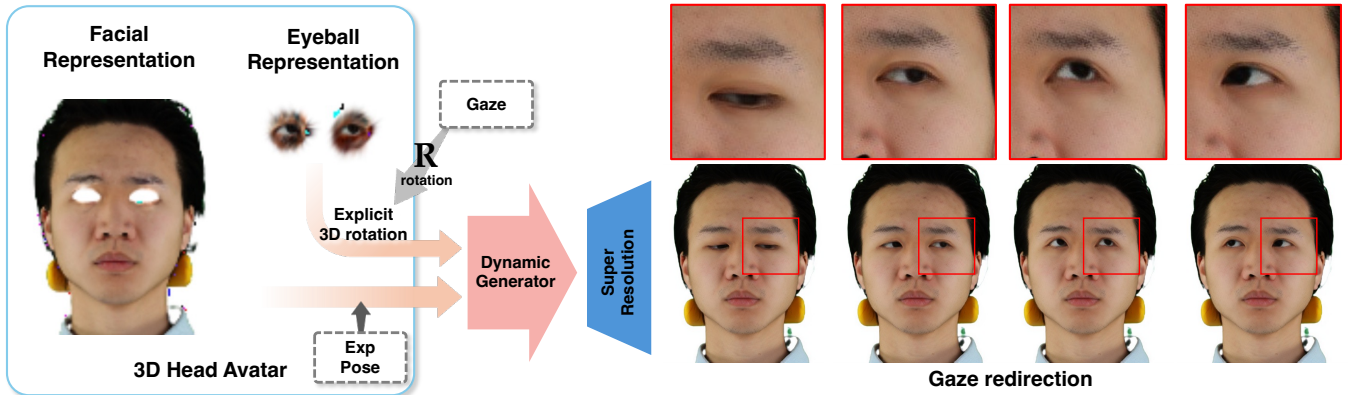 Facial
Representation
Eyeball
Representation
Gaze
R
rotation
Explicit
3D rotation
Dynamic
Generator
Super
Resolution
Exp
Pose
3D Head Avatar
Gaze redirection